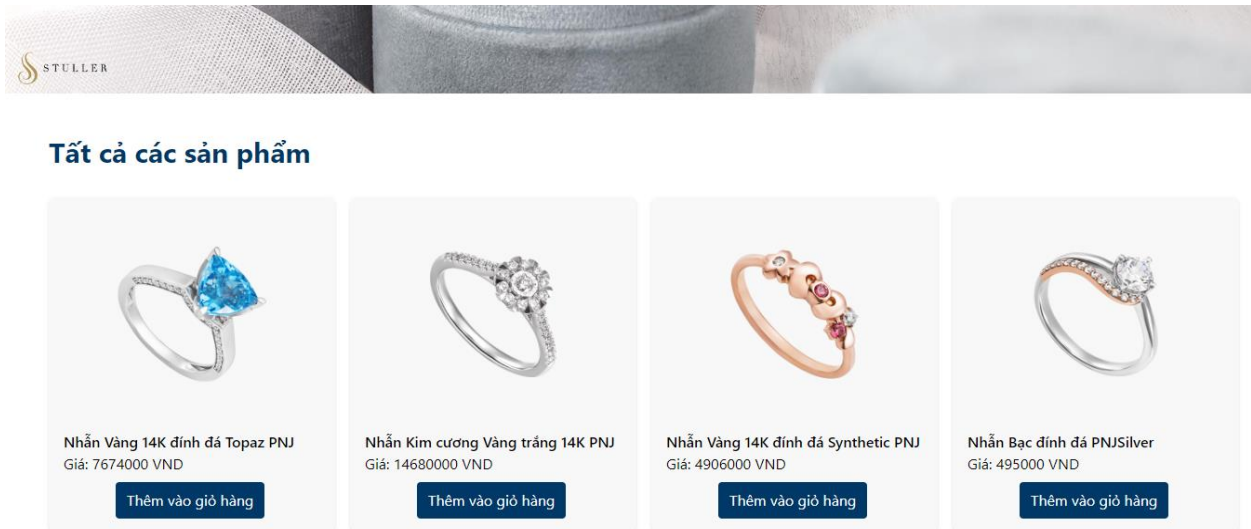 STULLER
Tất cả các sản phẩm
Nhẫn Vàng 14K đính đá Topaz PNJ
Giá: 7674000 VND
Thêm vào giỏ hàng
Nhẫn Kim cương Vàng trắng 14K PNJ
Giá: 14680000 VND
Thêm vào giỏ hàng
Nhẫn Vàng 14K đính đá Synthetic PNJ
Giá: 4906000 VND
Thêm vào giỏ hàng
Nhẫn Bạc đính đá PNJSilver
Giá: 495000 VND
Thêm vào giỏ hàng